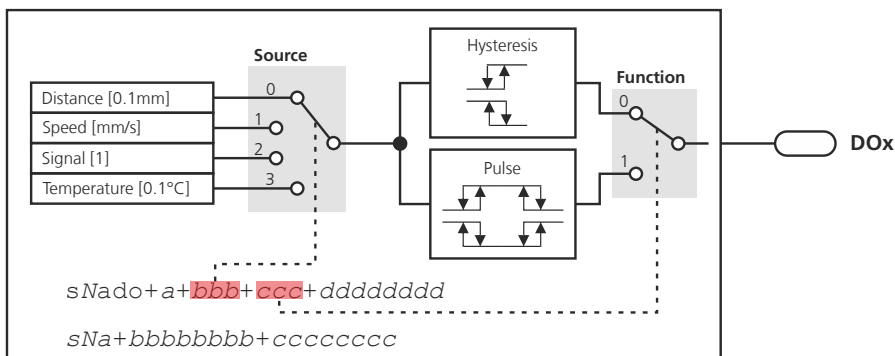 Source
Hysteresis
Function
Distance [0.1mm]
Speed [mm/s]
Signal [1]
Temperature [0.1°C]
0
1
2
3
Pulse
0
1
DOx
sNado+a+bbb+ccc+dddddddd
sNa+bbbbbbbb+cccccccc